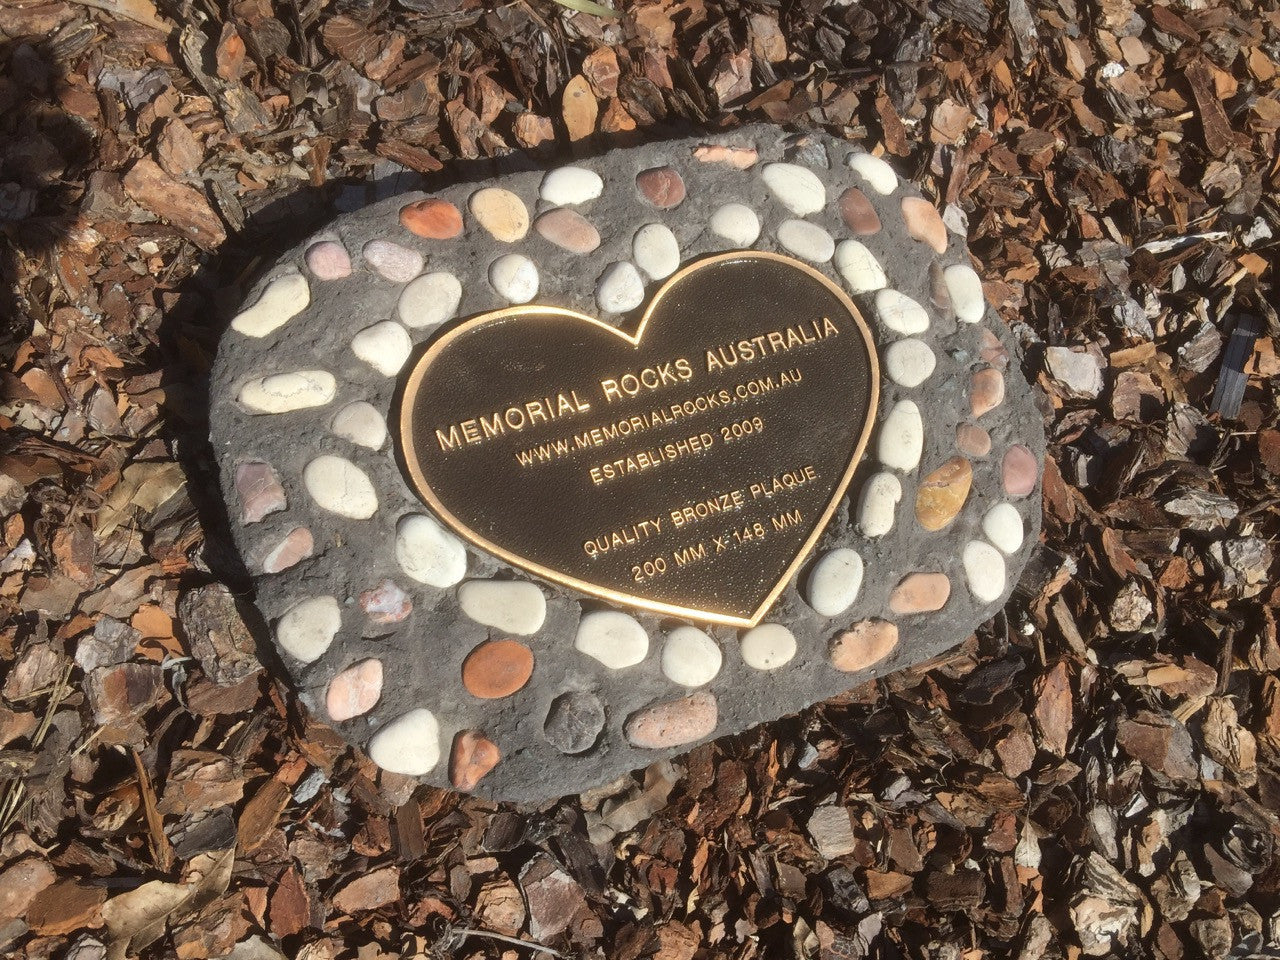 MEMORIAL ROCKS AUSTRALIA
WWW.MEMORIALROCKS.COM.AU
ESTABLISHED 2009
QUALITY BRONZE PLAQUE
200 MM X 148 MM